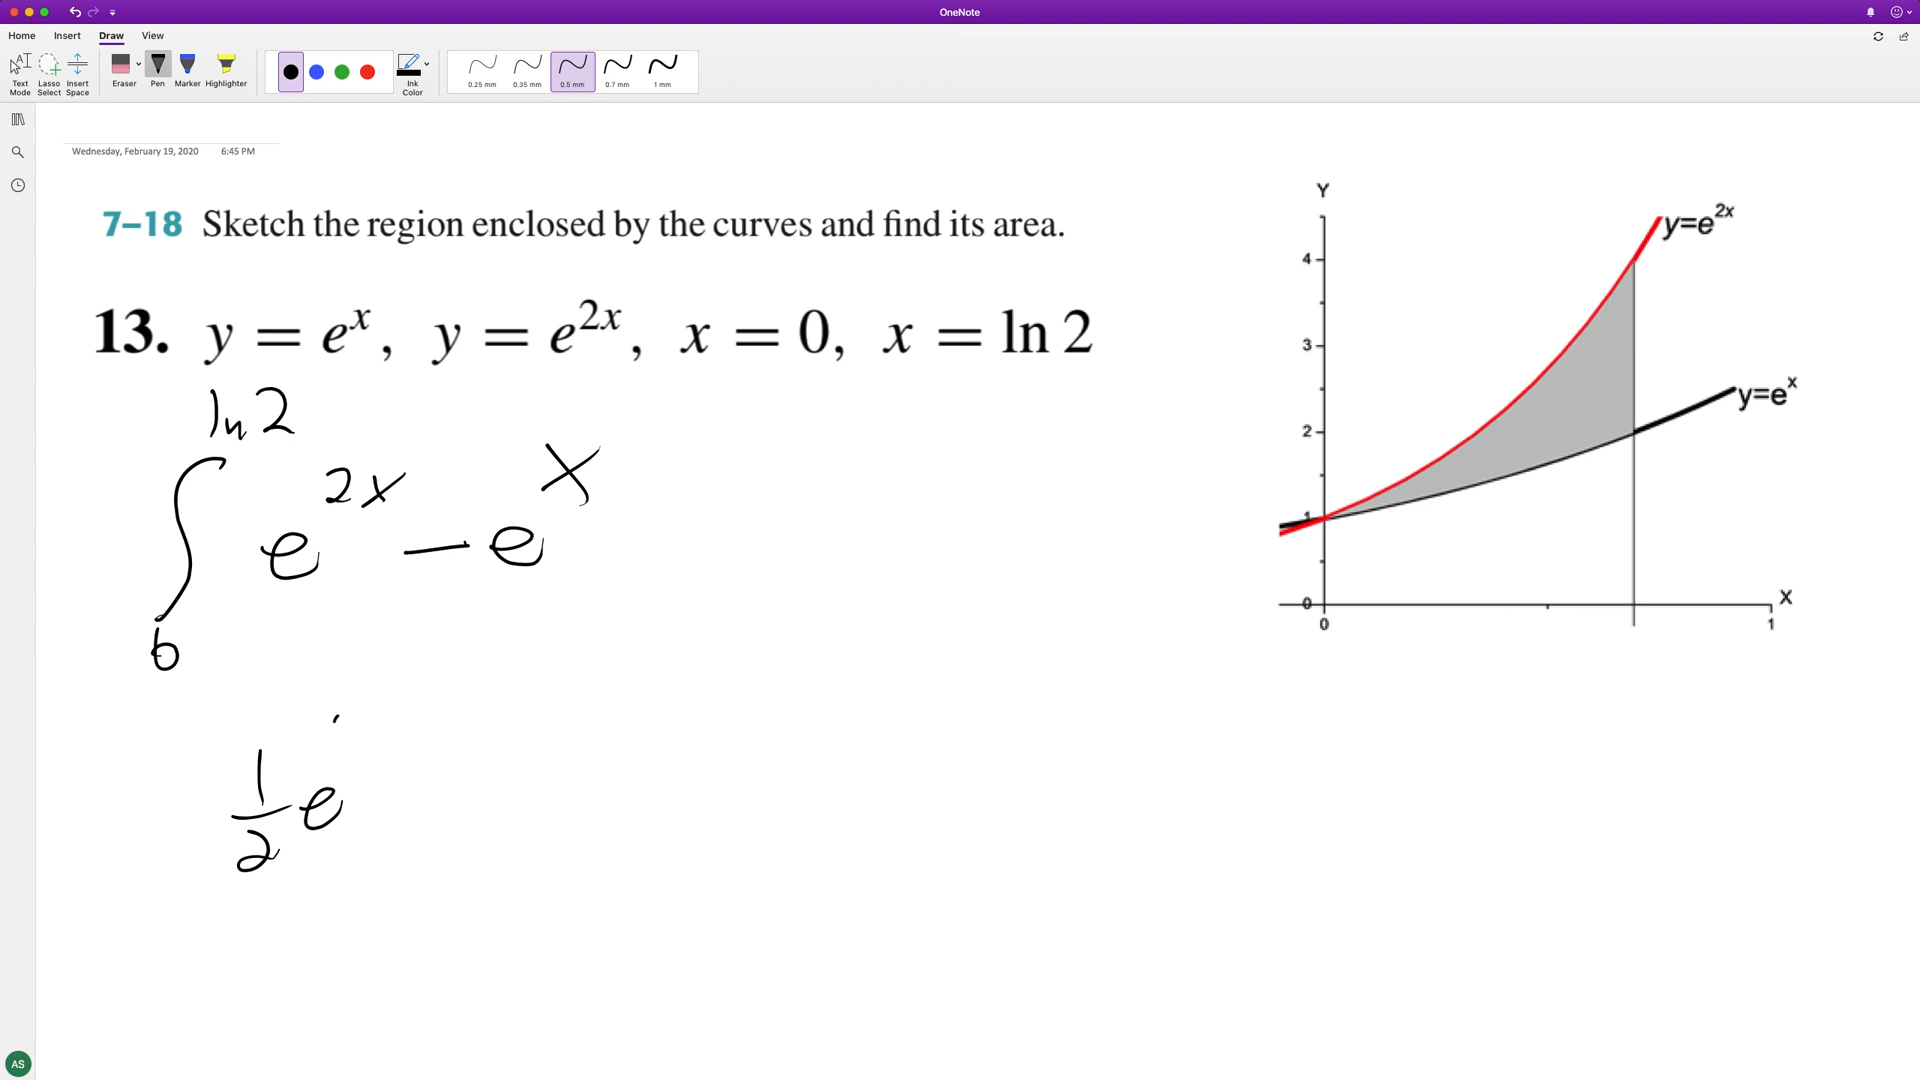 OneNote
Home Insert Draw View
Text Mode Lasso Select Insert Space Eraser Pen Marker Highlighter Ink Color 0.25 mm 0.35 mm 0.5 mm 0.7 mm 1 mm
Wednesday, February 19, 2020 6:45 PM
7–18 Sketch the region enclosed by the curves and find its area.
13. y = e^x, y = e^{2x}, x = 0, x = ln 2
ln 2
∫ e^{2x} — e^x
0
1/2 e
Y
y=e^{2x}
4
3
y=e^x
2
1
0 X
0 1
AS